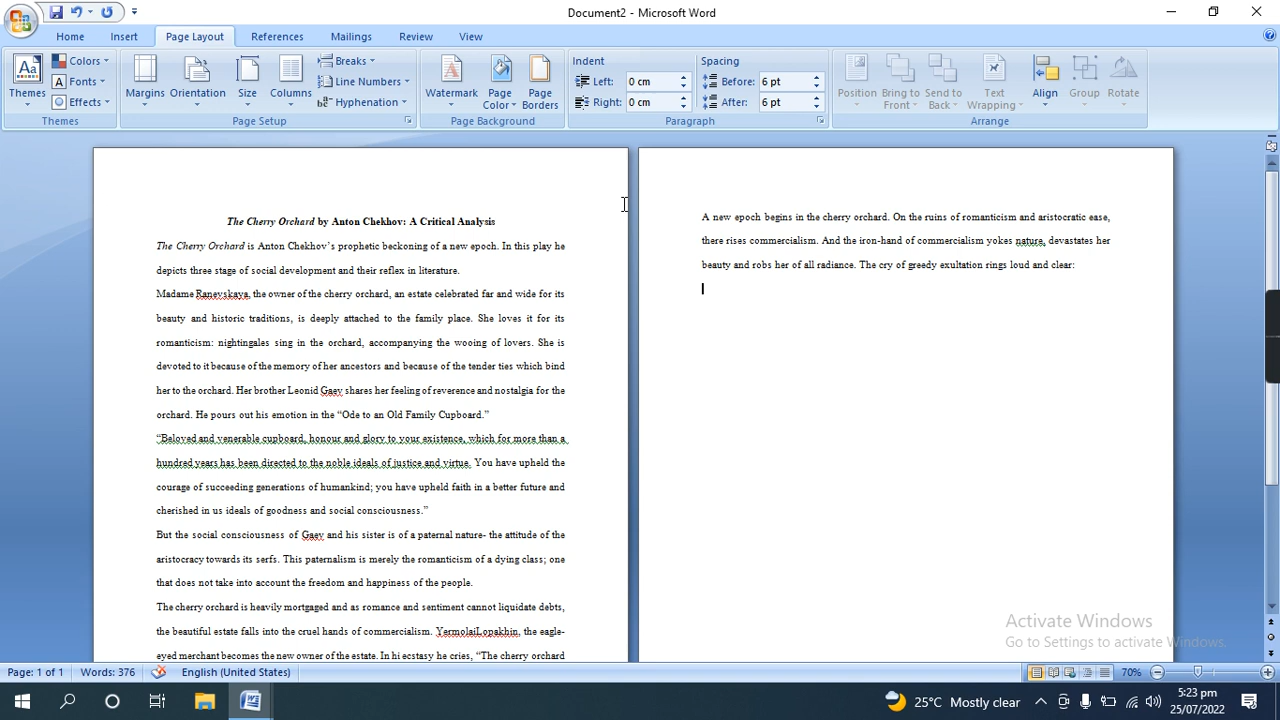 Document2 - Microsoft Word
Home Insert Page Layout References Mailings Review View
Colors Breaks Indent Spacing
Aa Fonts Line Numbers Left: 0 cm Before: 6 pt
Themes Effects Margins Orientation Size Columns Hyphenation Watermark Page Color Page Borders Right: 0 cm After: 6 pt Position Bring to Front Send to Back Text Wrapping Align Group Rotate
Themes Page Setup Page Background Paragraph Arrange
The Cherry Orchard by Anton Chekhov: A Critical Analysis
The Cherry Orchard is Anton Chekhov’s prophetic beckoning of a new epoch. In this play he
depicts three stage of social development and their reflex in literature.
Madame Ranevskaya, the owner of the cherry orchard, an estate celebrated far and wide for its
beauty and historic traditions, is deeply attached to the family place. She loves it for its
romanticism: nightingales sing in the orchard, accompanying the wooing of lovers. She is
devoted to it because of the memory of her ancestors and because of the tender ties which bind
her to the orchard. Her brother Leonid Gaey shares her feeling of reverence and nostalgia for the
orchard. He pours out his emotion in the “Ode to an Old Family Cupboard.”
“Beloved and venerable cupboard, honour and glory to your existence, which for more than a
hundred years has been directed to the noble ideals of justice and virtue. You have upheld the
courage of succeeding generations of humankind; you have upheld faith in a better future and
cherished in us ideals of goodness and social consciousness.”
But the social consciousness of Gaey and his sister is of a paternal nature- the attitude of the
aristocracy towards its serfs. This paternalism is merely the romanticism of a dying class; one
that does not take into account the freedom and happiness of the people.
The cherry orchard is heavily mortgaged and as romance and sentiment cannot liquidate debts,
the beautiful estate falls into the cruel hands of commercialism. YermolaiLopakhin, the eagle-
eyed merchant becomes the new owner of the estate. In hi ecstasy he cries, “The cherry orchard
A new epoch begins in the cherry orchard. On the ruins of romanticism and aristocratic ease,
there rises commercialism. And the iron-hand of commercialism yokes nature, devastates her
beauty and robs her of all radiance. The cry of greedy exultation rings loud and clear:
Activate Windows
Go to Settings to activate Windows.
Page: 1 of 1 Words: 376 English (United States) 70%
25°C Mostly clear
5:23 pm
25/07/2022